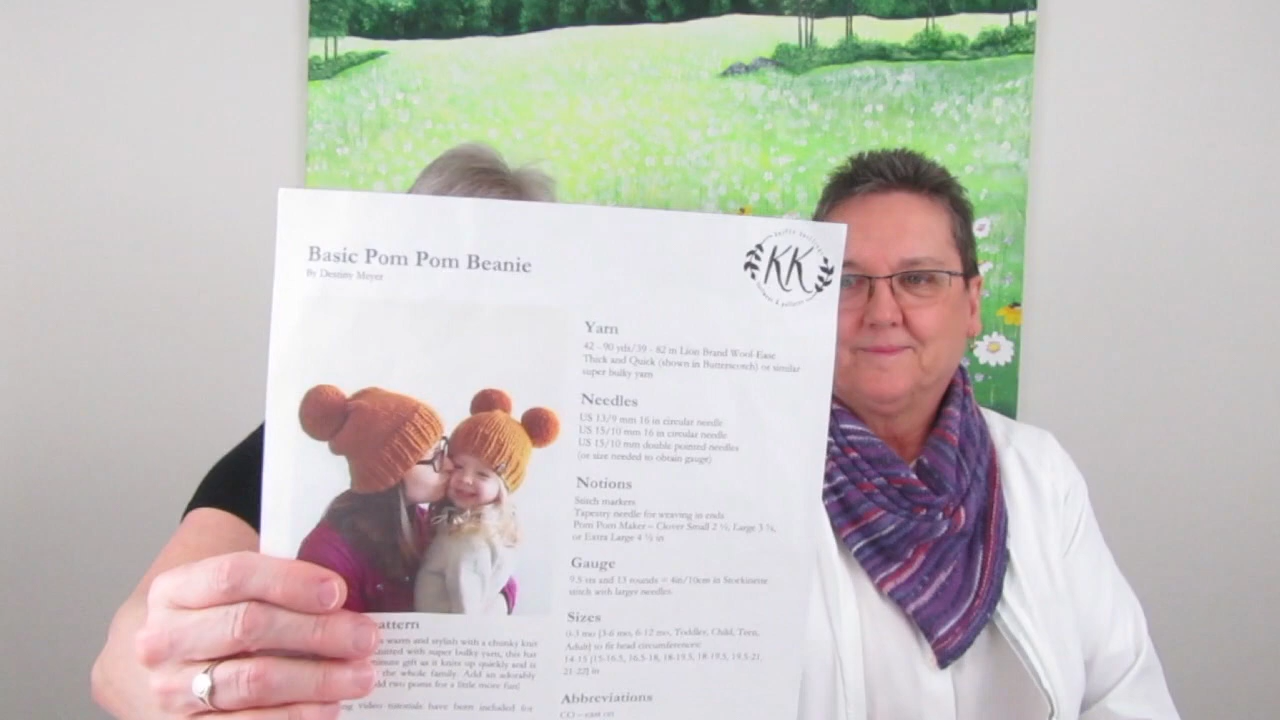 Basic Pom Pom Beanie
By Destiny Meyer
KK
Yarn
42 - 90 yds/39 - 82 m Lion Brand Wool-Ease
Thick and Quick (shown in Butterscotch) or similar
super bulky yarn
Needles
US 13/9 mm 16 in circular needle
US 15/10 mm 16 in circular needle
US 15/10 mm double pointed needles
(or size needed to obtain gauge)
Notions
Stitch markers
Tapestry needle for weaving in ends
Pom Pom Maker – Clover Small 2 ½, Large 3 ⅜,
or Extra Large 4 ½ in
Gauge
9.5 sts and 13 rounds = 4in/10cm in Stockinette
stitch with larger needles.
Sizes
0-3 mo [3-6 mo, 6-12 mo, Toddler, Child, Teen,
Adult] to fit head circumferences:
14-15 [15-16.5, 16.5-18, 18-19.5, 18-19.5, 19.5-21,
21-22] in
Abbreviations
CO – cast on
attern
warm and stylish with a chunky knit
nitted with super bulky yarn, this hat
minute gift as it knits up quickly and is
the whole family. Add an adorably
dd two poms for a little more fun!
ng video tutorials have been included for